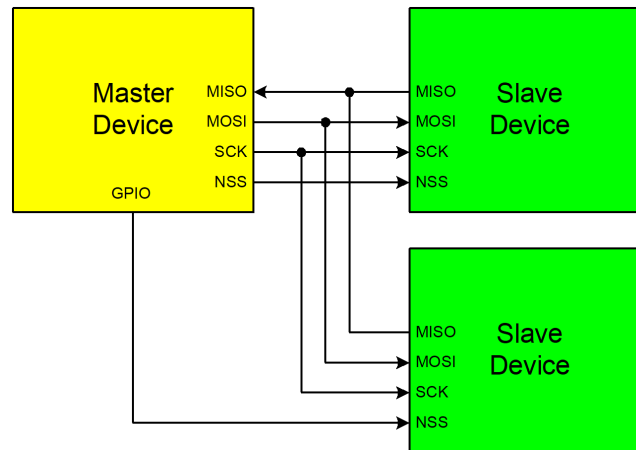 Master
Device
MISO
MOSI
SCK
NSS
GPIO
MISO
MOSI
SCK
NSS
Slave
Device
MISO
MOSI
SCK
NSS
Slave
Device